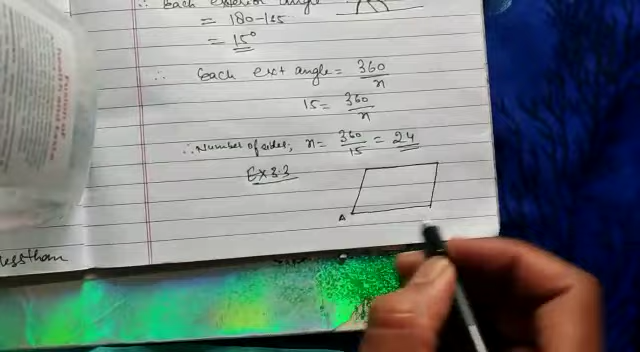 ∴ Each exterior angle
= 180-165
= 15°
∴ Each ext angle = 360/n
15 = 360/n
∴ Number of sides, n = 360/15 = 24
Ex 3.3
A